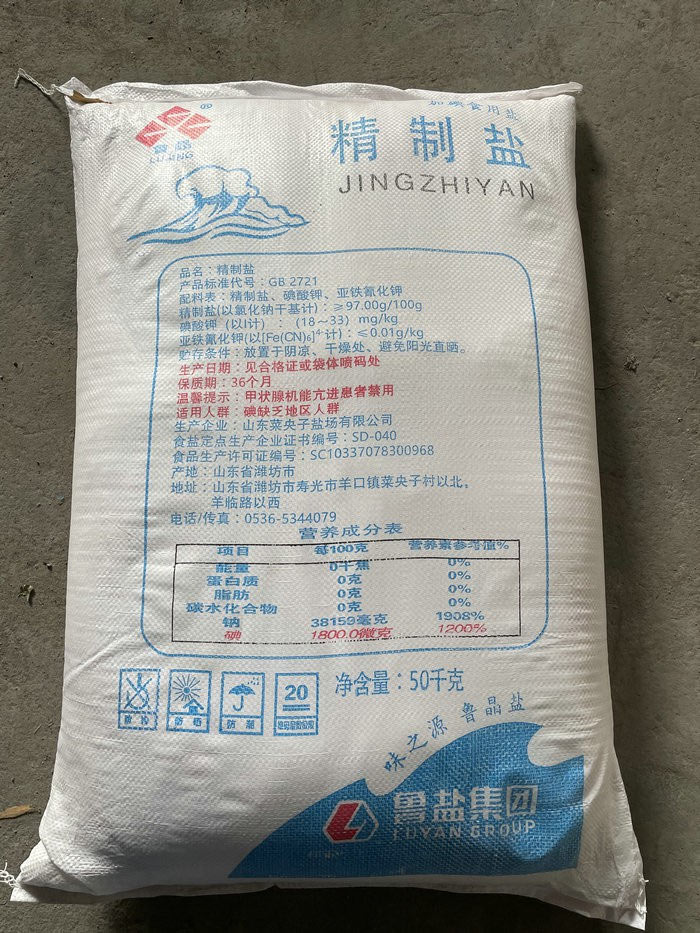 加碘食用盐
®
鲁晶
LUJING
精制盐
JINGZHIYAN
品名：精制盐
产品标准代号：GB 2721
配料表：精制盐、碘酸钾、亚铁氰化钾
精制盐(以氯化钠干基计)：≥97.00g/100g
碘酸钾（以I计）：（18～33）mg/kg
亚铁氰化钾(以[Fe(CN)₆]⁴⁻计)：≤0.01g/kg
贮存条件：放置于阴凉、干燥处、避免阳光直晒。
生产日期：见合格证或袋体喷码处
保质期：36个月
温馨提示：甲状腺机能亢进患者禁用
适用人群：碘缺乏地区人群
生产企业：山东菜央子盐场有限公司
食盐定点生产企业证书编号：SD-040
食品生产许可证编号：SC10337078300968
产地：山东省潍坊市
地址：山东省潍坊市寿光市羊口镇菜央子村以北。
羊临路以西
电话/传真：0536-5344079
营养成分表
项目 每100克 营养素参考值%
能量 0千焦 0%
蛋白质 0克 0%
脂肪 0克 0%
碳水化合物 0克 0%
钠 38159毫克 1908%
碘 1800.0微克 1200%
净含量：50千克
20
防晒 防潮
味之源 鲁晶盐
鲁盐集团
LUYAN GROUP